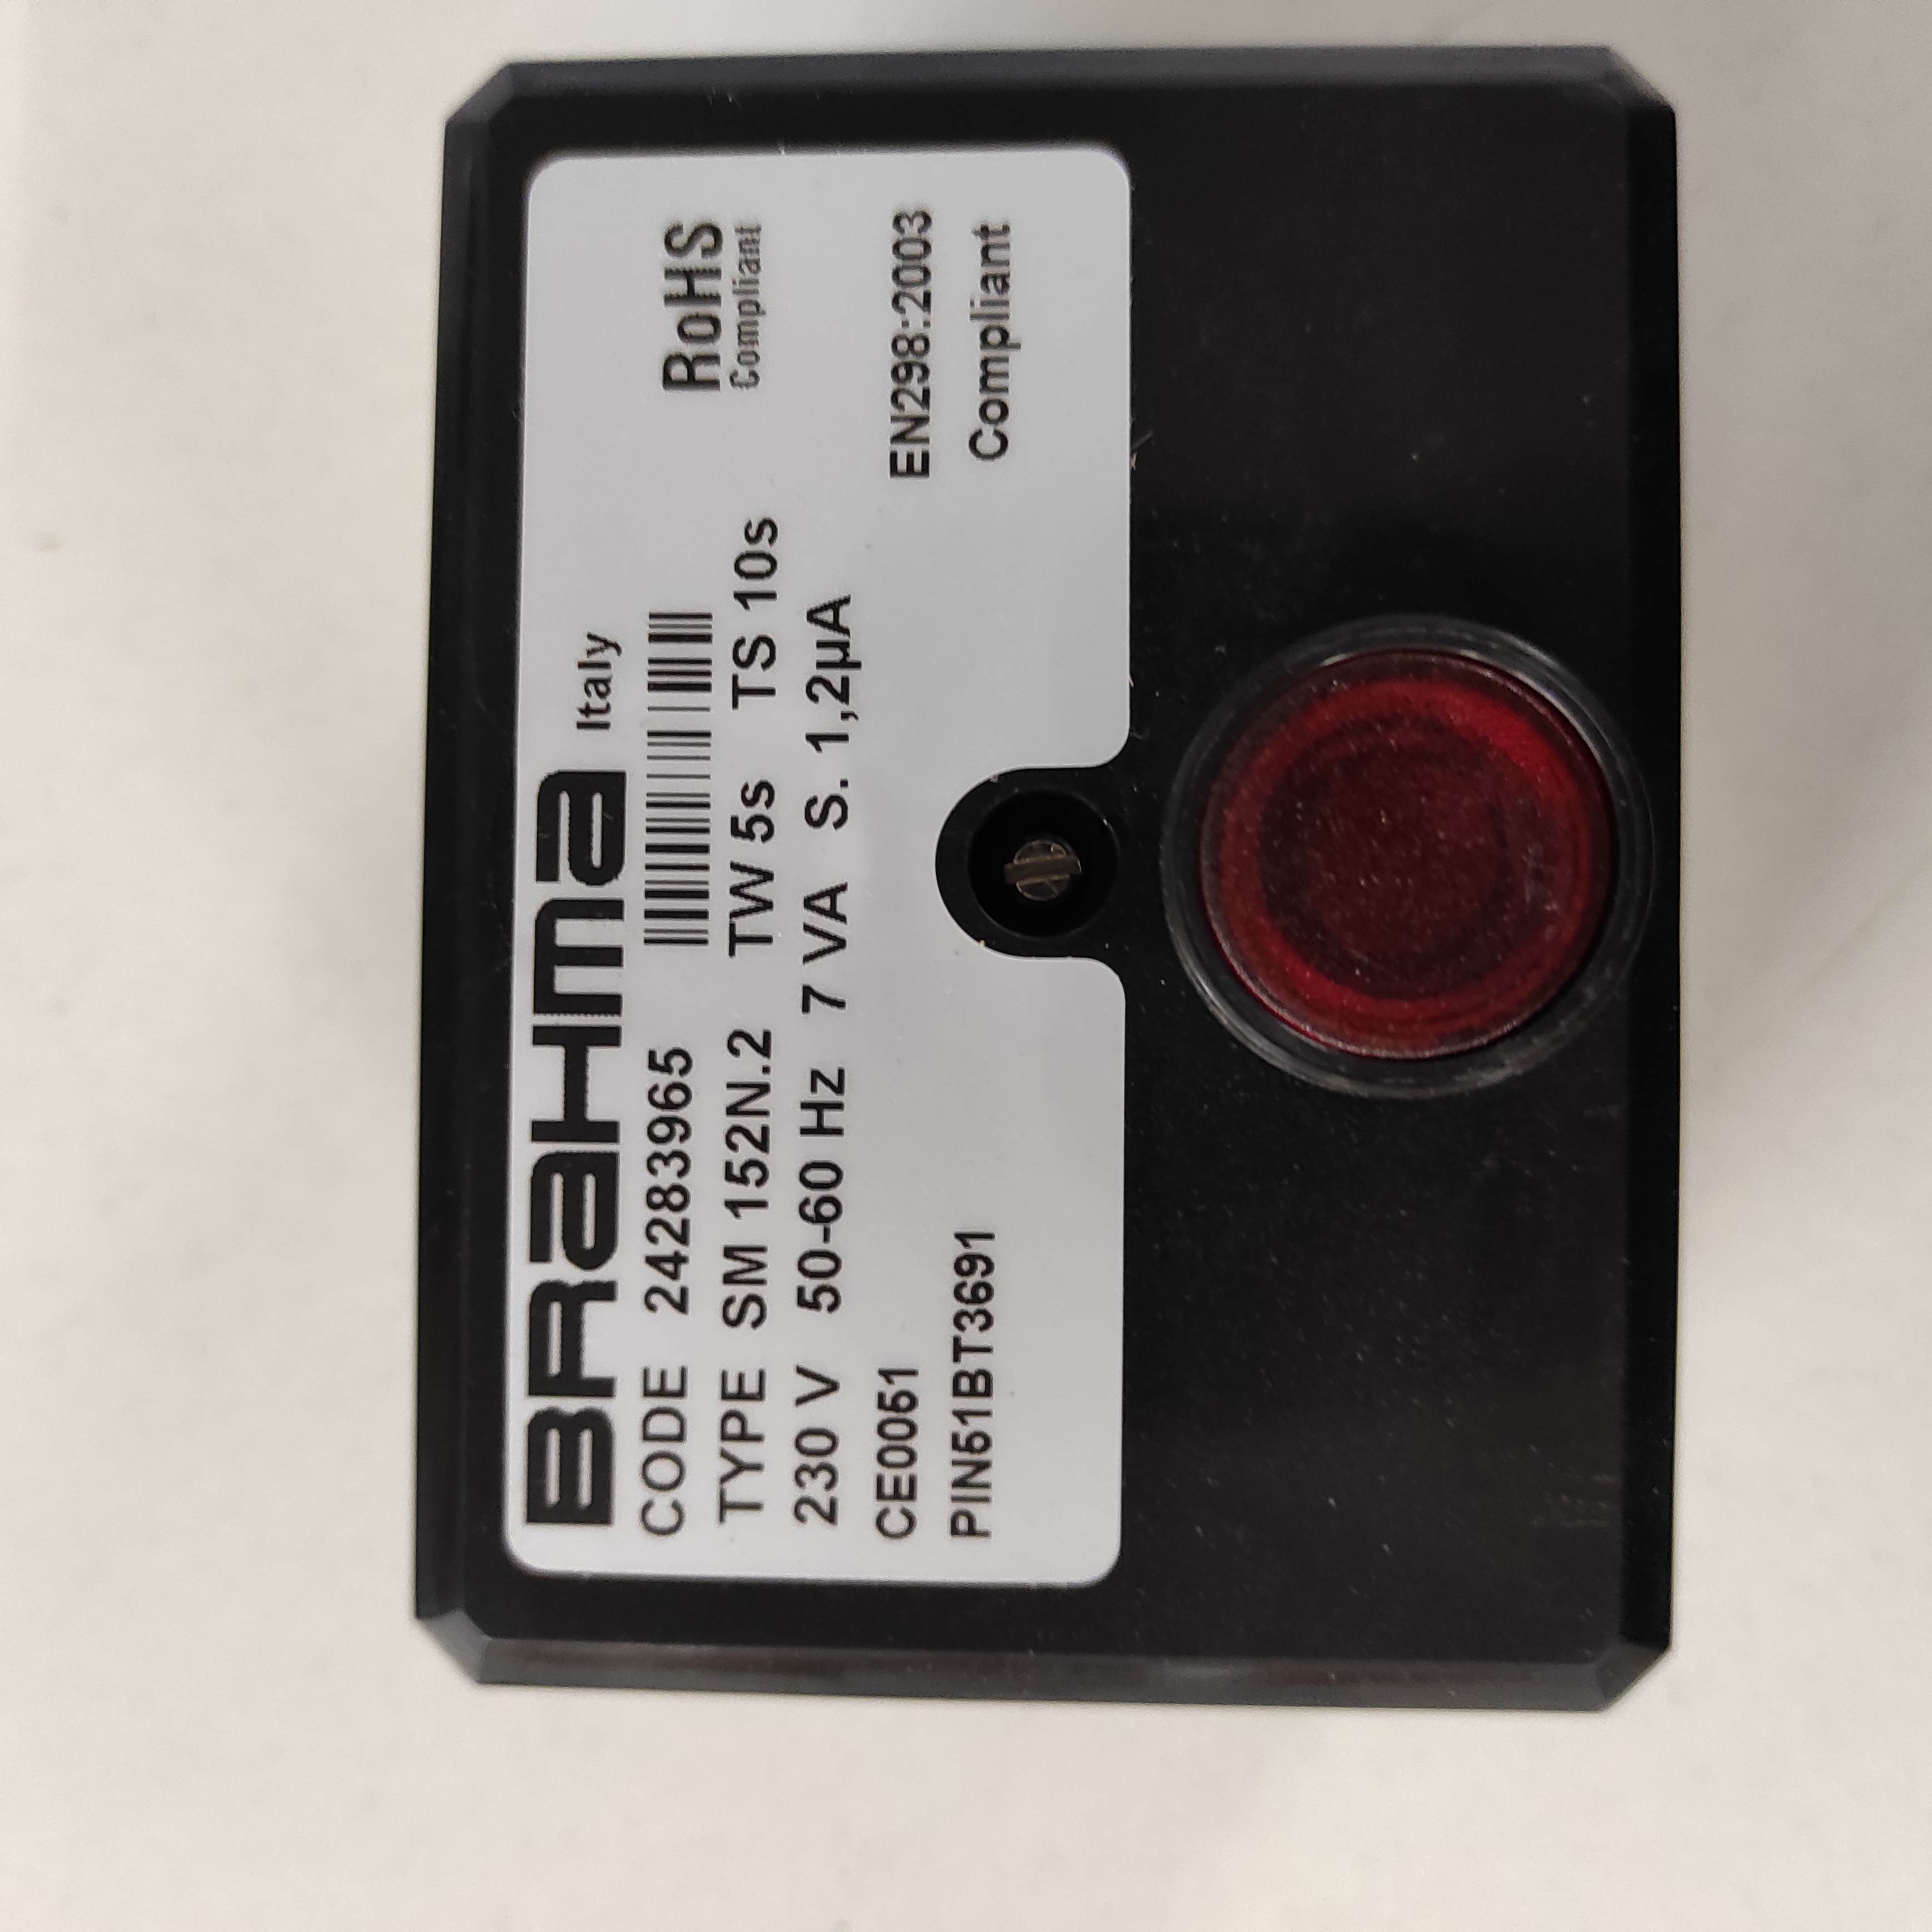 BRAHMA Italy
CODE 24283965
TYPE SM 152N.2 TW 5s TS 10s
230 V 50-60 Hz 7 VA S. 1,2µA
CE0051
PIN51BT3691
RoHS
Compliant
EN298:2003
Compliant